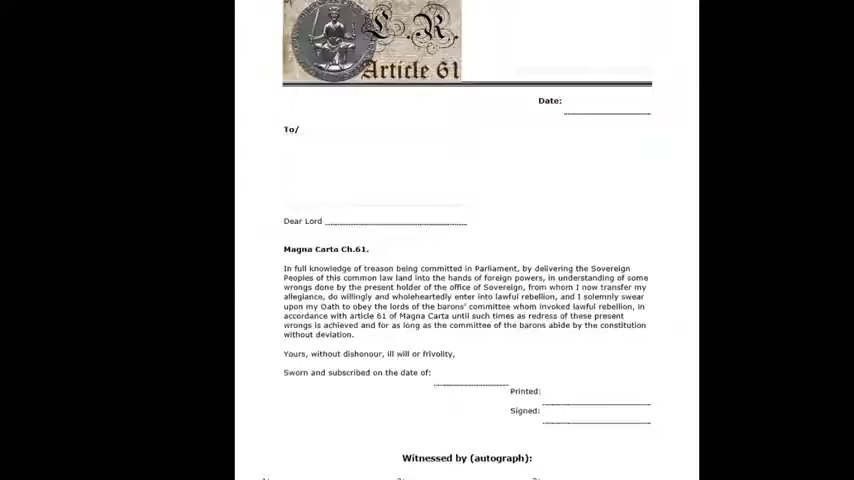 L.R.
Article 61
Date:
To/
Dear Lord
Magna Carta Ch.61.
In full knowledge of treason being committed in Parliament, by delivering the Sovereign
Peoples of this common law land into the hands of foreign powers, in understanding of some
wrongs done by the present holder of the office of Sovereign, from whom I now transfer my
allegiance, do willingly and wholeheartedly enter into lawful rebellion, and I solemnly swear
upon my Oath to obey the lords of the barons' committee whom invoked lawful rebellion, in
accordance with article 61 of Magna Carta until such times as redress of these present
wrongs is achieved and for as long as the committee of the barons abide by the constitution
without deviation.
Yours, without dishonour, ill will or frivolity,
Sworn and subscribed on the date of:
Printed:
Signed:
Witnessed by (autograph):